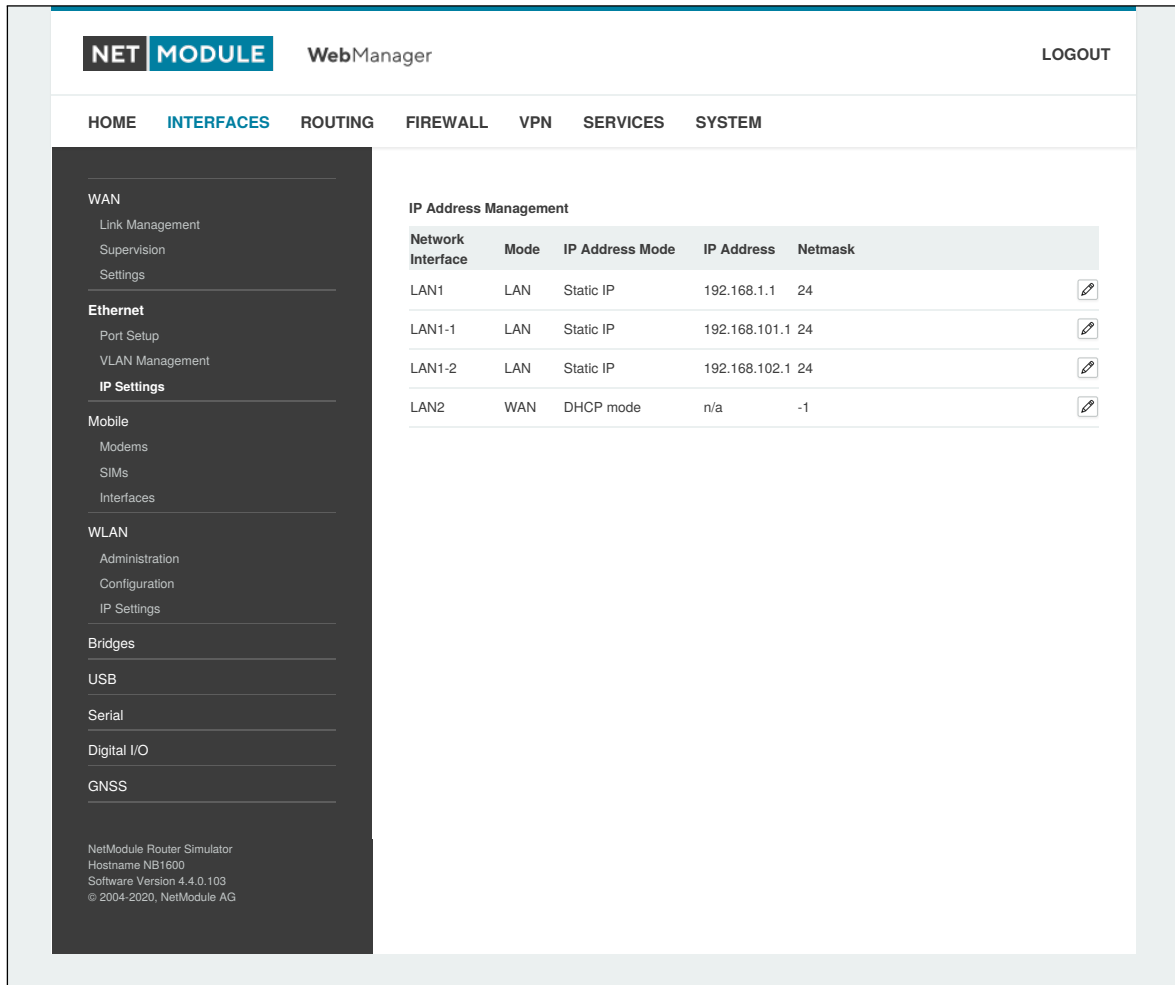 NET MODULE WebManager LOGOUT
HOME INTERFACES ROUTING FIREWALL VPN SERVICES SYSTEM
WAN
Link Management
Supervision
Settings
Ethernet
Port Setup
VLAN Management
IP Settings
Mobile
Modems
SIMs
Interfaces
WLAN
Administration
Configuration
IP Settings
Bridges
USB
Serial
Digital I/O
GNSS
NetModule Router Simulator
Hostname NB1600
Software Version 4.4.0.103
© 2004-2020, NetModule AG
IP Address Management
Network Interface Mode IP Address Mode IP Address Netmask
LAN1 LAN Static IP 192.168.1.1 24
LAN1-1 LAN Static IP 192.168.101.1 24
LAN1-2 LAN Static IP 192.168.102.1 24
LAN2 WAN DHCP mode n/a -1